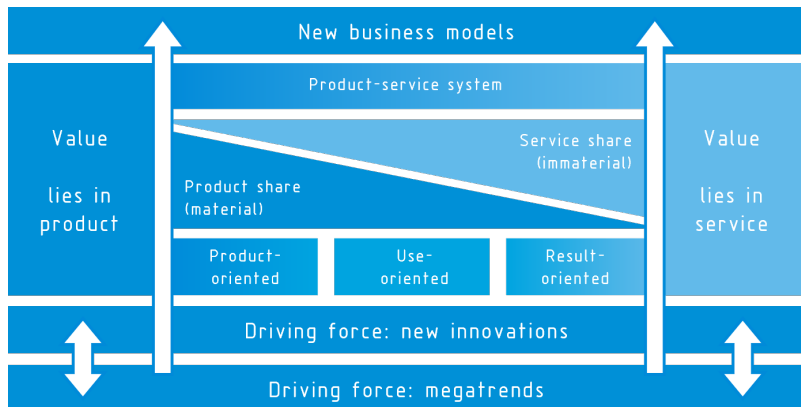 New business models
Product-service system
Value
lies in
product
Service share
(immaterial)
Product share
(material)
Value
lies in
service
Product-
oriented
Use-
oriented
Result-
oriented
Driving force: new innovations
Driving force: megatrends